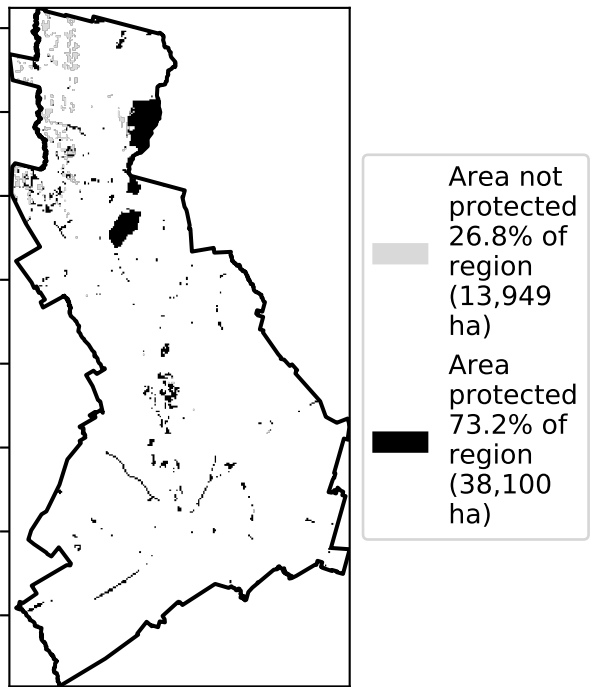 Area not
protected
26.8% of
region
(13,949
ha)
Area
protected
73.2% of
region
(38,100
ha)